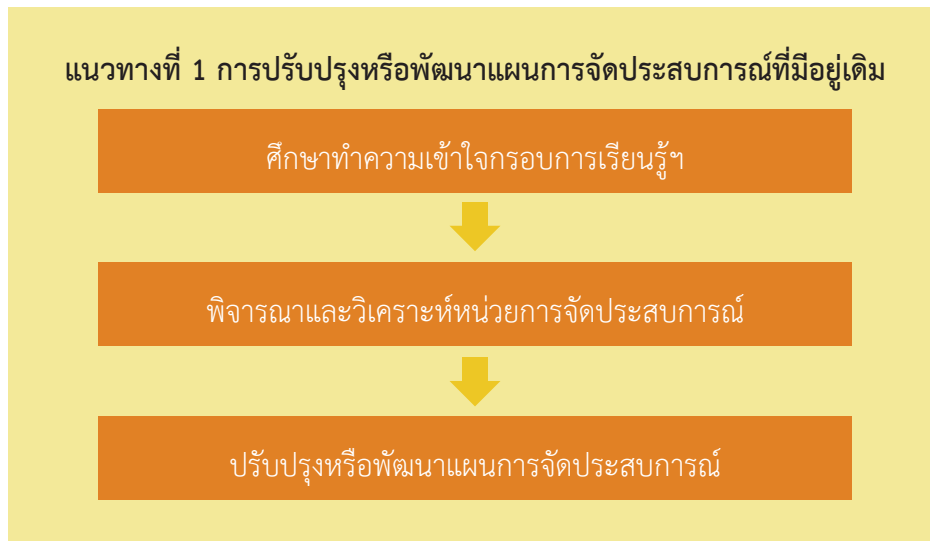 แนวทางที่ 1 การปรับปรุงหรือพัฒนาแผนการจัดประสบการณ์ที่มีอยู่เดิม
ศึกษาทำความเข้าใจกรอบการเรียนรู้ฯ
พิจารณาและวิเคราะห์หน่วยการจัดประสบการณ์
ปรับปรุงหรือพัฒนาแผนการจัดประสบการณ์